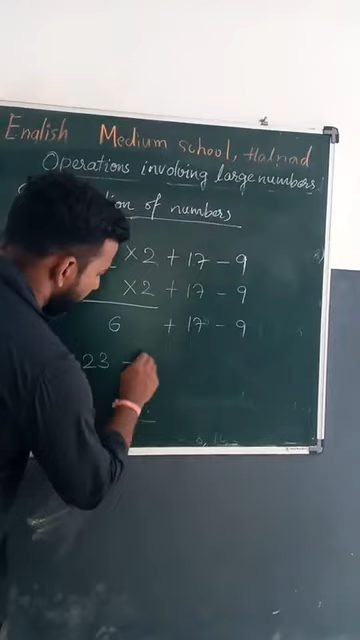 English Medium school, Hatnad
Operations involving large numbers.
of numbers
×2 + 17 - 9
×2 + 17 - 9
6 + 17 - 9
23 -